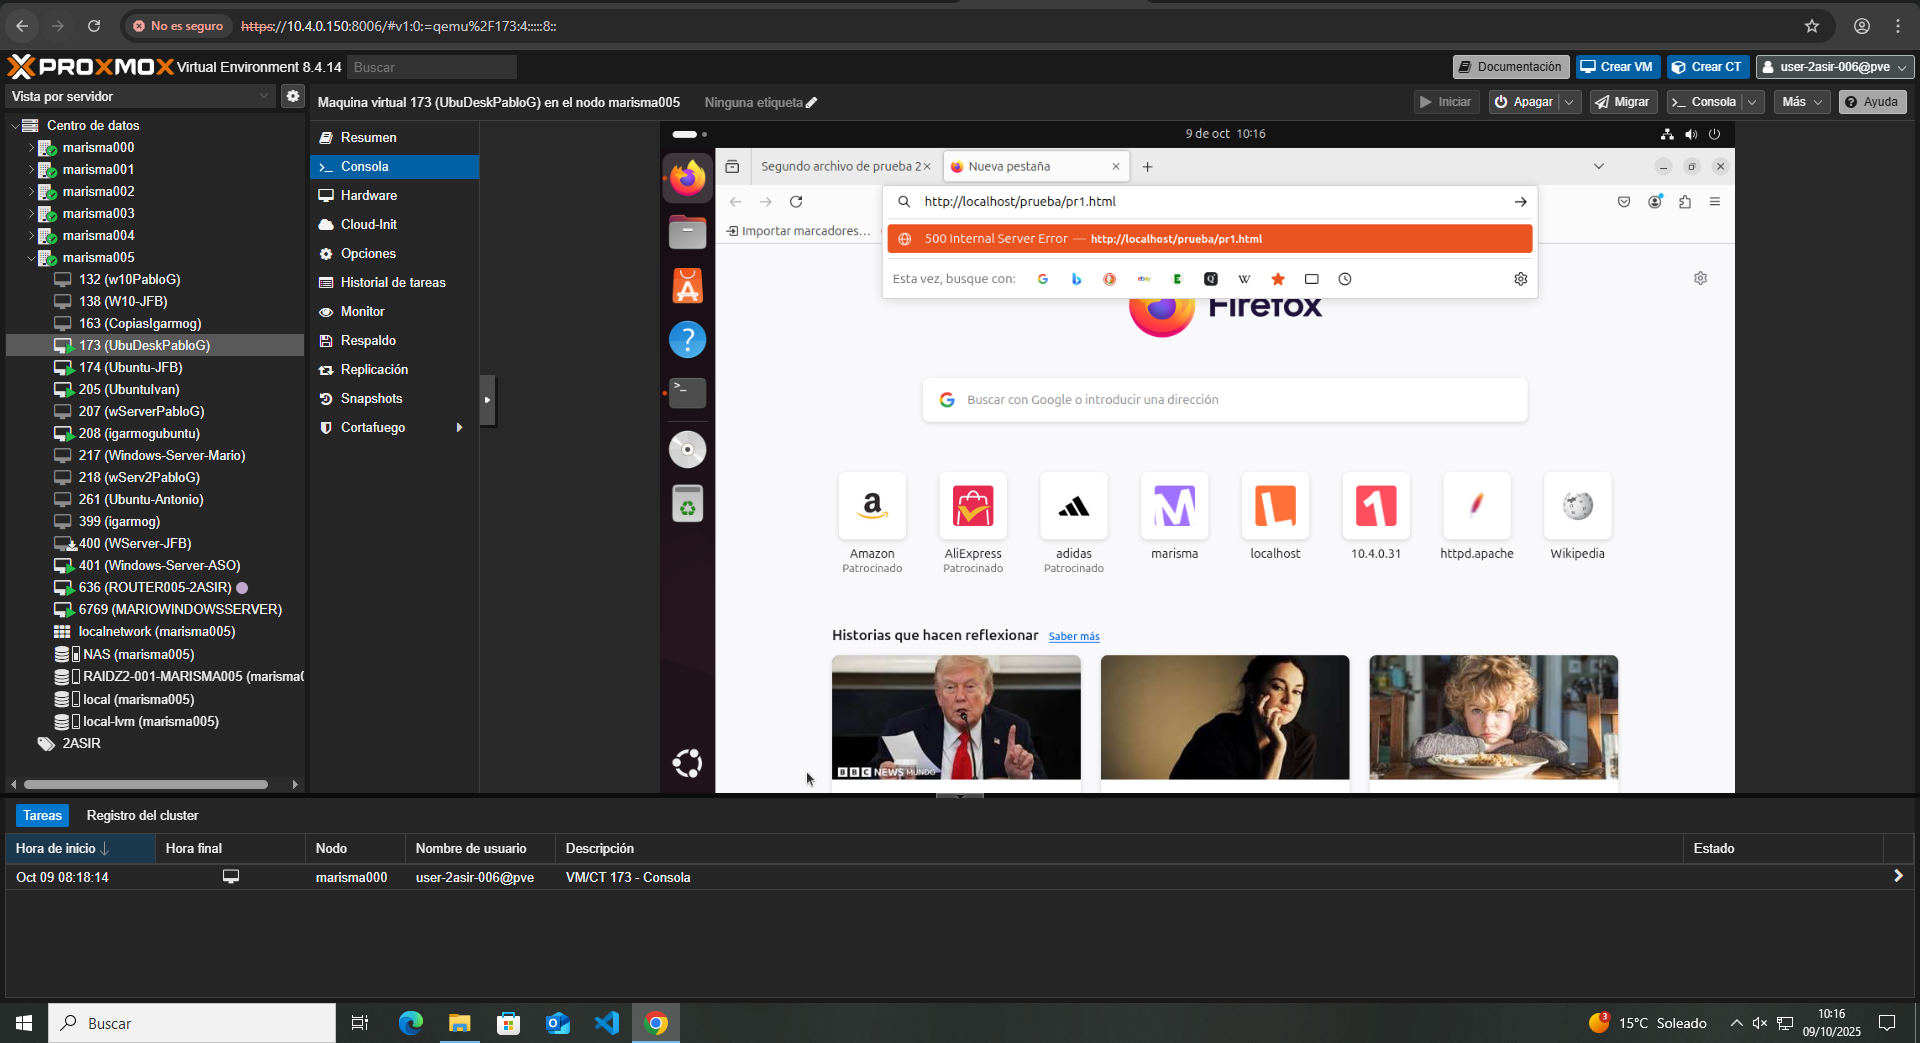 No es seguro
https://10.4.0.150:8006/#v1:0:=qemu%2F173:4:::::8::
PROXMOX Virtual Environment 8.4.14
Buscar
Documentación
Crear VM
Crear CT
user-2asir-006@pve
Vista por servidor
Maquina virtual 173 (UbuDeskPabloG) en el nodo marisma005
Ninguna etiqueta
Iniciar
Apagar
Migrar
Consola
Más
Ayuda
Centro de datos
marisma000
marisma001
marisma002
marisma003
marisma004
marisma005
132 (w10PabloG)
138 (W10-JFB)
163 (CopiasIgarmog)
173 (UbuDeskPabloG)
174 (Ubuntu-JFB)
205 (UbuntuIvan)
207 (wServerPabloG)
208 (igarmogubuntu)
217 (Windows-Server-Mario)
218 (wServ2PabloG)
261 (Ubuntu-Antonio)
399 (igarmog)
400 (WServer-JFB)
401 (Windows-Server-ASO)
636 (ROUTER005-2ASIR)
6769 (MARIOWINDOWSSERVER)
localnetwork (marisma005)
NAS (marisma005)
RAIDZ2-001-MARISMA005 (marisma0
local (marisma005)
local-lvm (marisma005)
2ASIR
Resumen
Consola
Hardware
Cloud-Init
Opciones
Historial de tareas
Monitor
Respaldo
Replicación
Snapshots
Cortafuego
9 de oct 10:16
Segundo archivo de prueba 2
Nueva pestaña
http://localhost/prueba/pr1.html
Importar marcadores...
500 Internal Server Error — http://localhost/prueba/pr1.html
Esta vez, busque con:
Firefox
Buscar con Google o introducir una dirección
Amazon
Patrocinado
AliExpress
Patrocinado
adidas
Patrocinado
marisma
localhost
10.4.0.31
httpd.apache
Wikipedia
Historias que hacen reflexionar
Saber más
BBC NEWS MUNDO
Tareas
Registro del cluster
Hora de inicio
Hora final
Nodo
Nombre de usuario
Descripción
Estado
Oct 09 08:18:14
marisma000
user-2asir-006@pve
VM/CT 173 - Consola
Buscar
3
15°C Soleado
10:16
09/10/2025